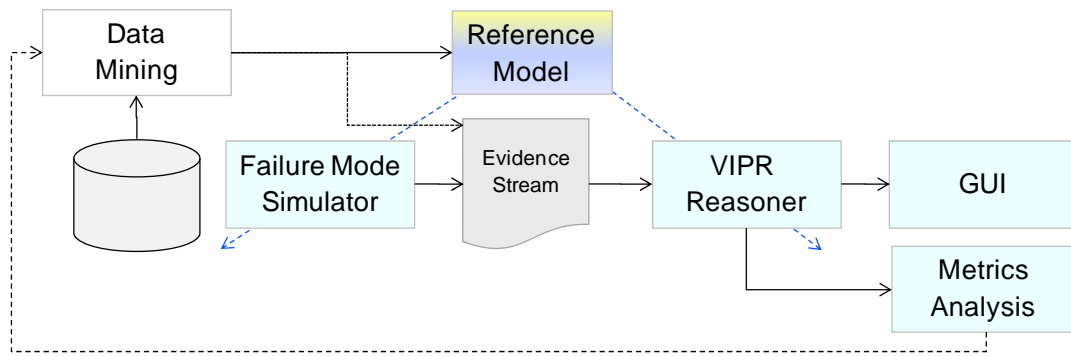 Data
Mining
Reference
Model
Failure Mode
Simulator
Evidence
Stream
VIPR
Reasoner
GUI
Metrics
Analysis